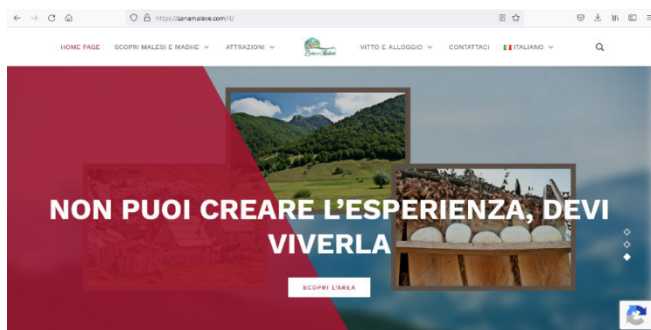 https://zanamaleve.com/it/
HOME PAGE
SCOPRI MALESI E MADHE
ATTRAZIONI
VITTO E ALLOGGIO
CONTATTACI
ITALIANO
NON PUOI CREARE L'ESPERIENZA, DEVI
VIVERLA
SCOPRI L'AREA